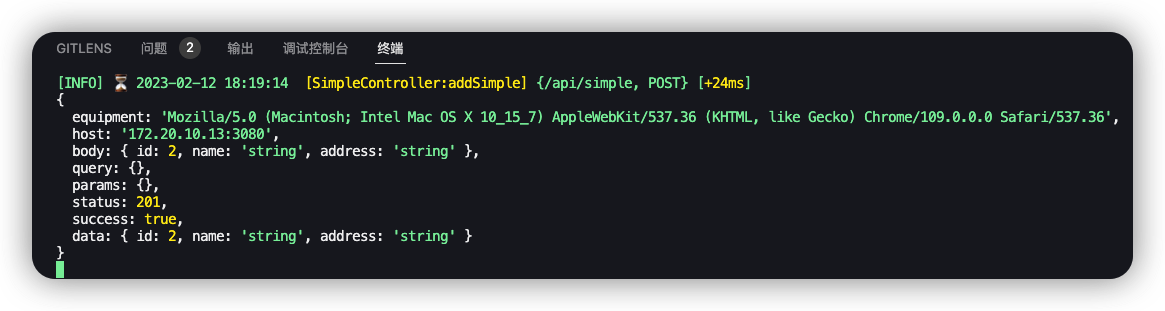 GITLENS 问题 2 输出 调试控制台 终端
[INFO] ⏳ 2023-02-12 18:19:14  [SimpleController:addSimple] {/api/simple, POST} [+24ms]
{
  equipment: 'Mozilla/5.0 (Macintosh; Intel Mac OS X 10_15_7) AppleWebKit/537.36 (KHTML, like Gecko) Chrome/109.0.0.0 Safari/537.36',
  host: '172.20.10.13:3080',
  body: { id: 2, name: 'string', address: 'string' },
  query: {},
  params: {},
  status: 201,
  success: true,
  data: { id: 2, name: 'string', address: 'string' }
}